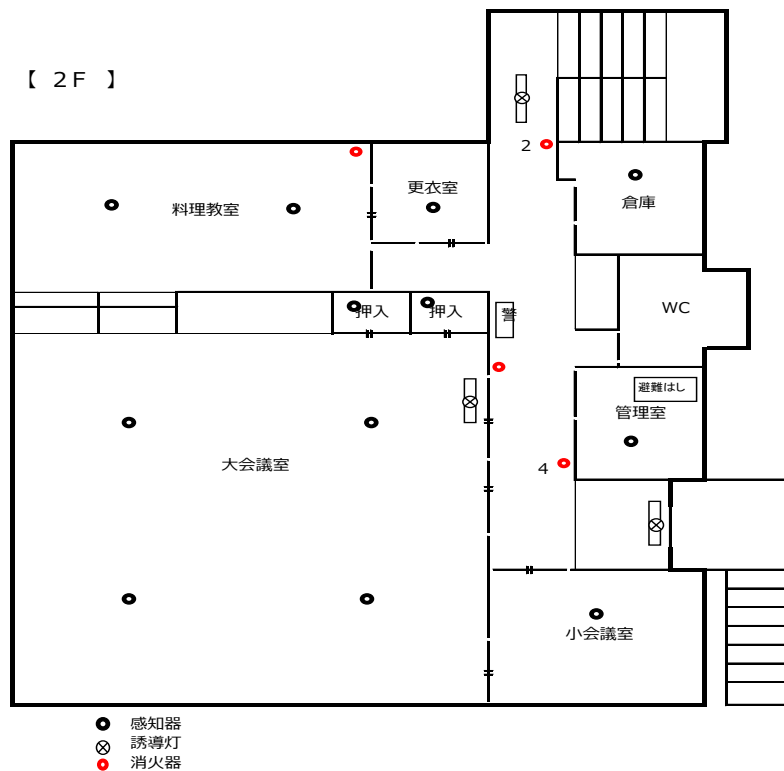 【 2F 】
2
更衣室
料理教室
倉庫
押入
押入
警
WC
避難はし
管理室
大会議室
4
小会議室
感知器
誘導灯
消火器